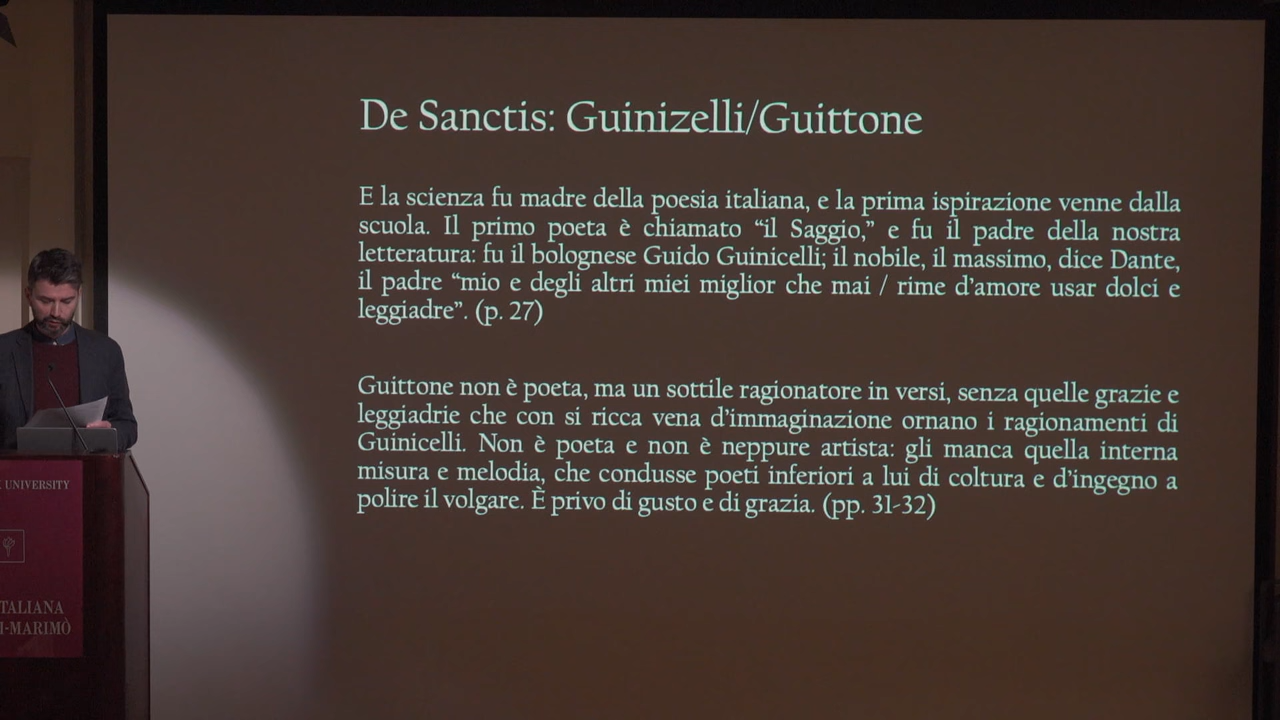 De Sanctis: Guinizelli/Guittone
E la scienza fu madre della poesia italiana, e la prima ispirazione venne dalla
scuola. Il primo poeta è chiamato “il Saggio,” e fu il padre della nostra
letteratura: fu il bolognese Guido Guinicelli; il nobile, il massimo, dice Dante,
il padre “mio e degli altri miei miglior che mai / rime d’amore usar dolci e
leggiadre”. (p. 27)
Guittone non è poeta, ma un sottile ragionatore in versi, senza quelle grazie e
leggiadrie che con si ricca vena d’immaginazione ornano i ragionamenti di
Guinicelli. Non è poeta e non è neppure artista: gli manca quella interna
misura e melodia, che condusse poeti inferiori a lui di coltura e d’ingegno a
polire il volgare. È privo di gusto e di grazia. (pp. 31-32)
UNIVERSITY
TALIANA
I-MARIMÒ